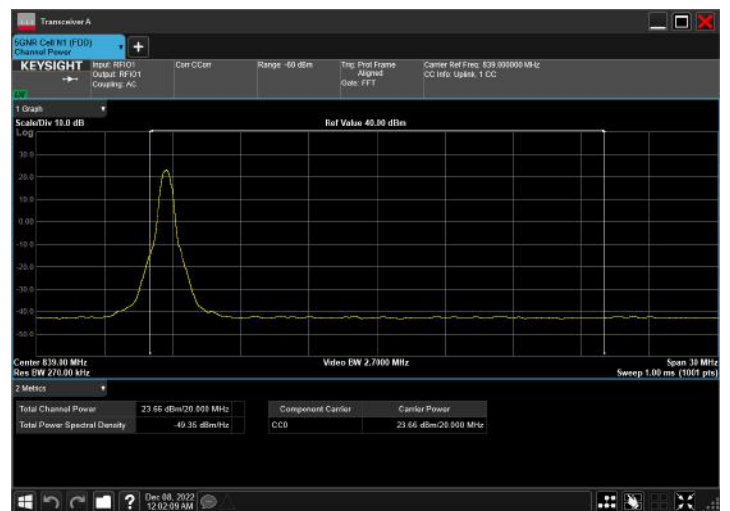 Transceiver A
5GNR Cell N1 (FDD)
Channel Power
KEYSIGHT
Input: RFIO1
Output: RFIO1
Coupling: AC
Corr CCorr
Range: -60 dBm
Trig: Prot Frame
Aligned
Gate: FFT
Carrier Ref Freq: 839.000000 MHz
CC Info: Uplink, 1 CC
1 Graph
Scale/Div 10.0 dB
Ref Value 40.00 dBm
Log
30.0
20.0
10.0
0.00
-10.0
-20.0
-30.0
-40.0
-50.0
Center 839.00 MHz
Video BW 2.7000 MHz
Span 30 MHz
Res BW 270.00 kHz
Sweep 1.00 ms (1001 pts)
2 Metrics
Total Channel Power 23.66 dBm/20.000 MHz
Total Power Spectral Density -49.35 dBm/Hz
Component Carrier Carrier Power
CC0 23.66 dBm/20.000 MHz
?
Dec 08, 2022
12:02:09 AM